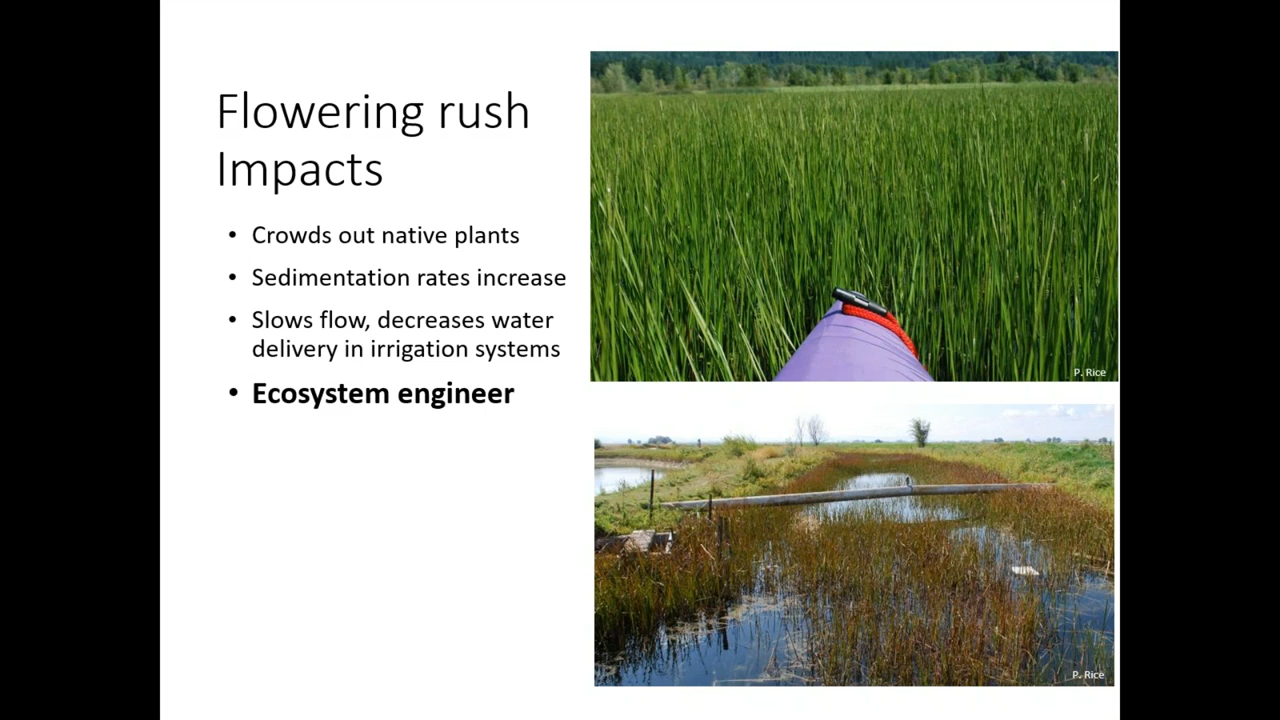 Flowering rush
Impacts
• Crowds out native plants
• Sedimentation rates increase
• Slows flow, decreases water
delivery in irrigation systems
• Ecosystem engineer
P. Rice
P. Rice